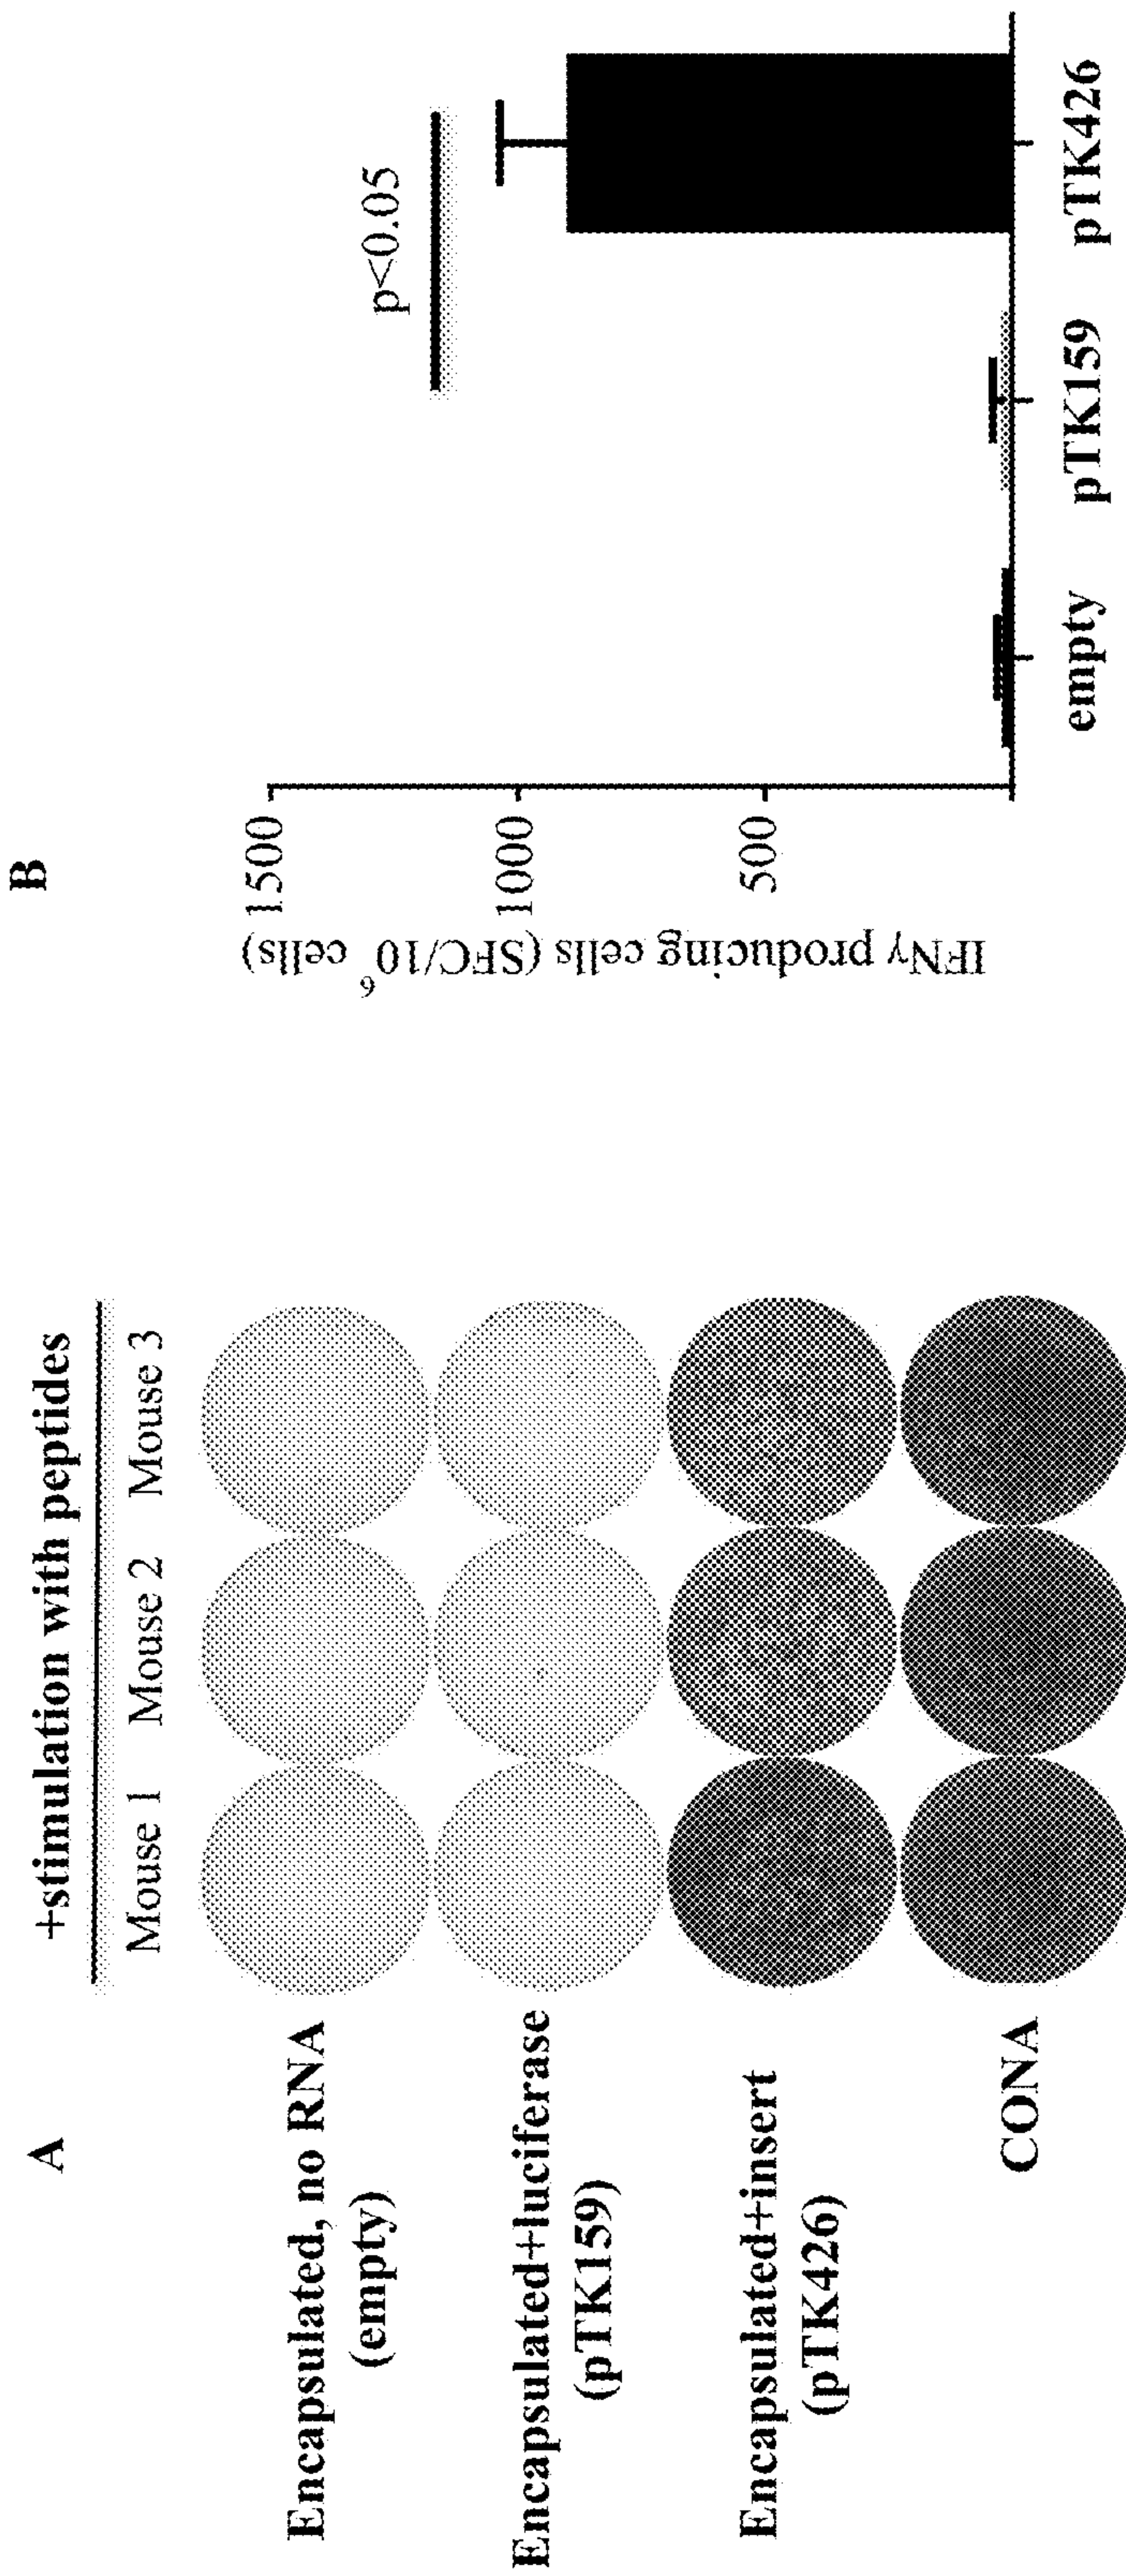 A
+stimulation with peptides
Mouse 1 Mouse 2 Mouse 3
Encapsulated, no RNA
(empty)
Encapsulated+luciferase
(pTK159)
Encapsulated+insert
(pTK426)
CONA
B
IFNγ producing cells (SFC/10⁶ cells)
1500
1000
500
p<0.05
empty pTK159 pTK426